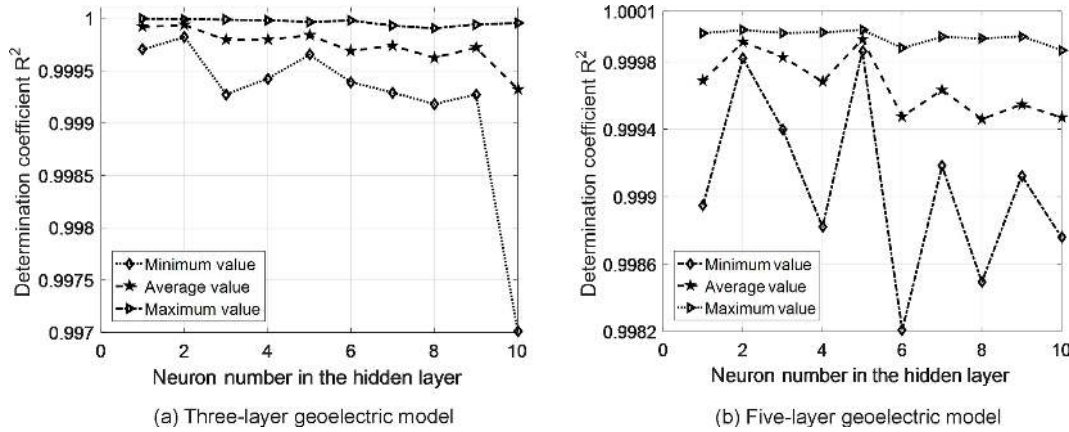 1
0.9995
0.999
0.9985
0.998
0.9975
0.997
Determination coefficient R²
Minimum value
Average value
Maximum value
0 2 4 6 8 10
Neuron number in the hidden layer
(a) Three-layer geoelectric model
1.0001
0.9998
0.9994
0.999
0.9986
0.9982
Determination coefficient R²
Minimum value
Average value
Maximum value
0 2 4 6 8 10
Neuron number in the hidden layer
(b) Five-layer geoelectric model